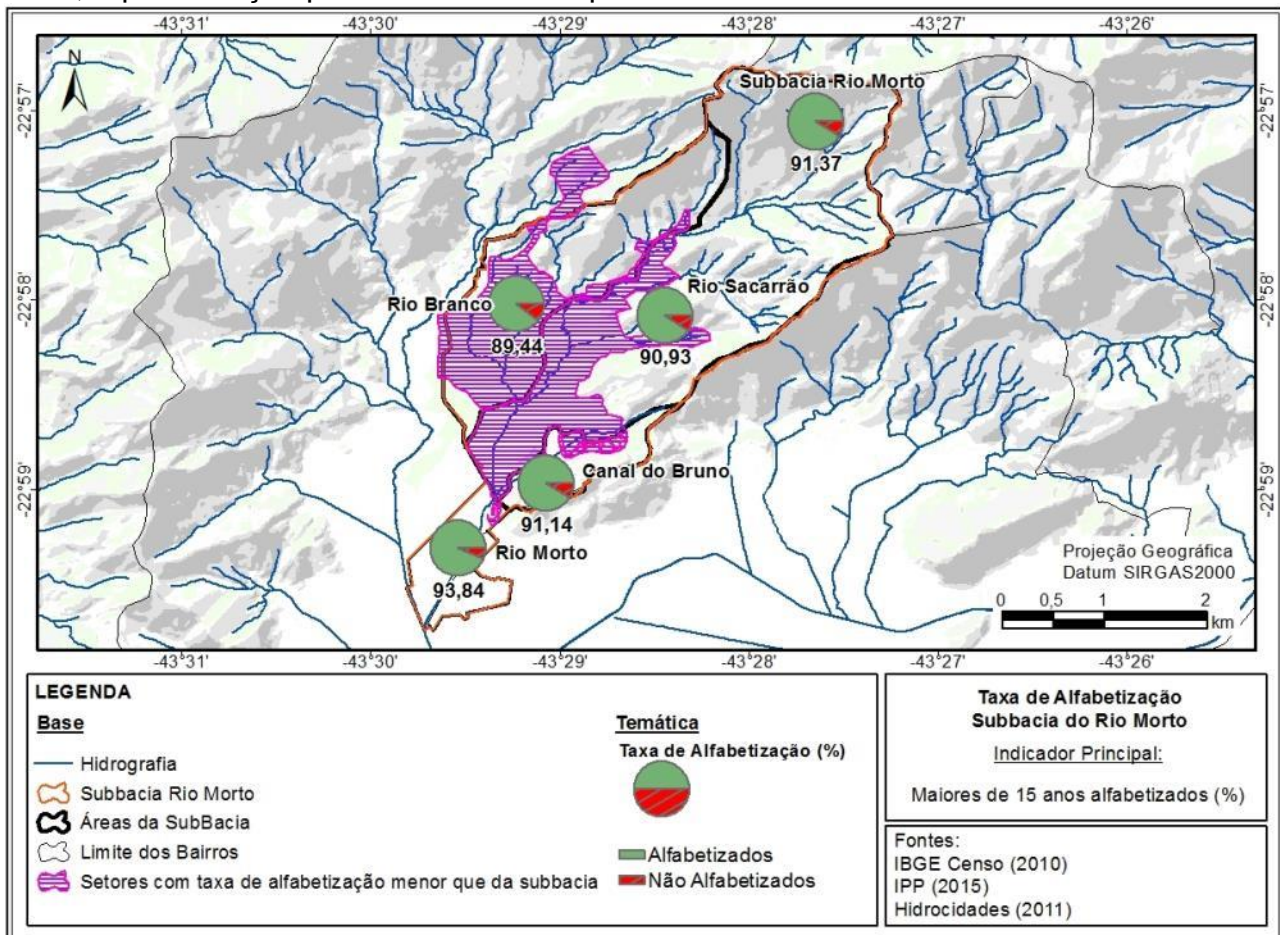 -43°31' -43°30' -43°29' -43°28' -43°27' -43°26'
N
-22°57' -22°57'
Subbacia Rio Morto
91,37
-22°58' -22°58'
Rio Branco
89,44
Rio Sacarrão
90,93
-22°59' -22°59'
Canal do Bruno
91,14
Rio Morto
93,84
Projeção Geográfica
Datum SIRGAS2000
0 0,5 1 2
km
-43°31' -43°30' -43°29' -43°28' -43°27' -43°26'
LEGENDA
Base
Hidrografia
Subbacia Rio Morto
Áreas da SubBacia
Limite dos Bairros
Setores com taxa de alfabetização menor que da subbacia
Temática
Taxa de Alfabetização (%)
Alfabetizados
Não Alfabetizados
Taxa de Alfabetização
Subbacia do Rio Morto
Indicador Principal:
Maiores de 15 anos alfabetizados (%)
Fontes:
IBGE Censo (2010)
IPP (2015)
Hidrocidades (2011)